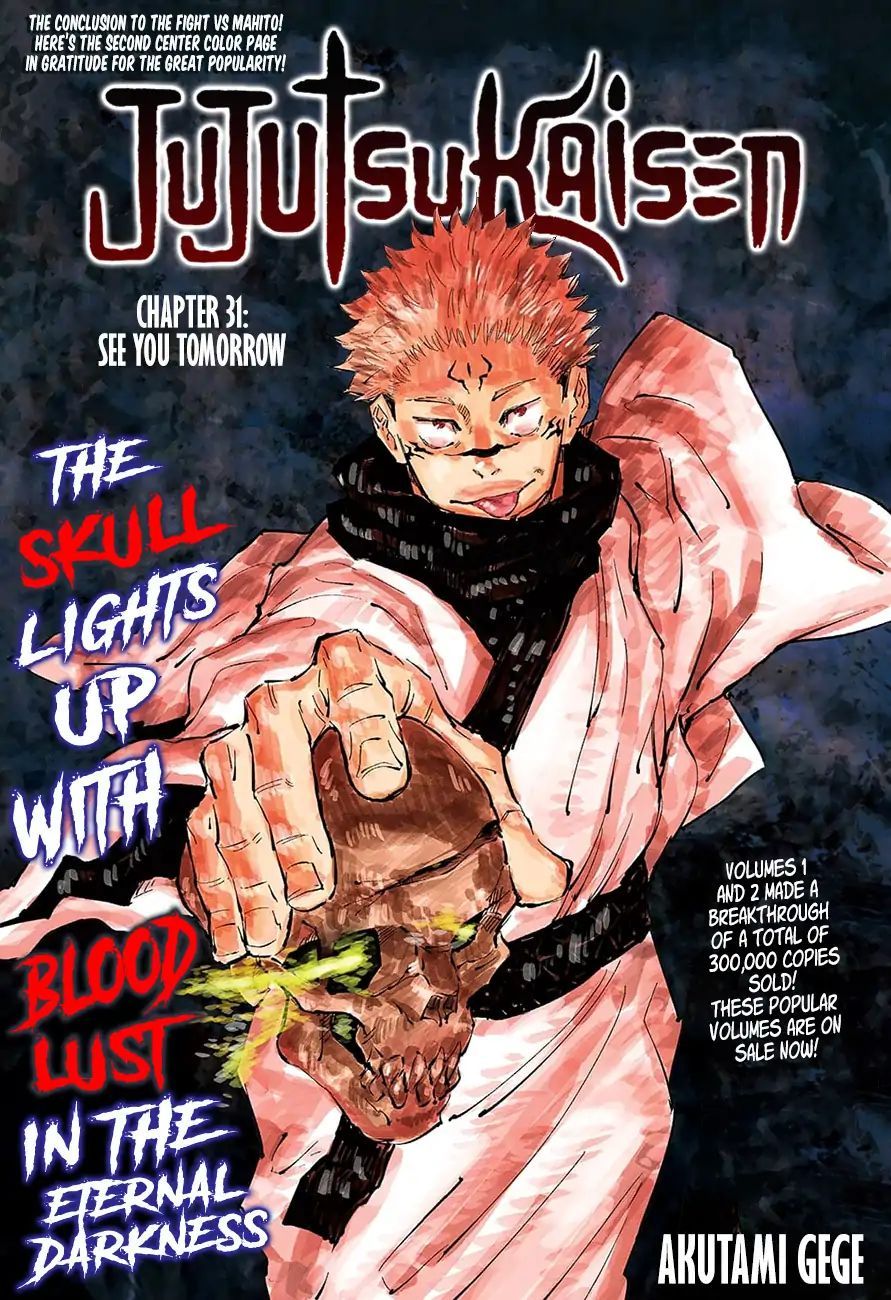 THE CONCLUSION TO THE FIGHT VS MAHITO!
HERE'S THE SECOND CENTER COLOR PAGE
IN GRATITUDE FOR THE GREAT POPULARITY!
JUJUTSU KAISEN
CHAPTER 31:
SEE YOU TOMORROW
THE
SKULL
LIGHTS
UP
WITH
BLOOD
LUST
IN THE
ETERNAL
DARKNESS
VOLUMES 1
AND 2 MADE A
BREAKTHROUGH
OF A TOTAL OF
300,000 COPIES
SOLD!
THESE POPULAR
VOLUMES ARE ON
SALE NOW!
AKUTAMI GEGE